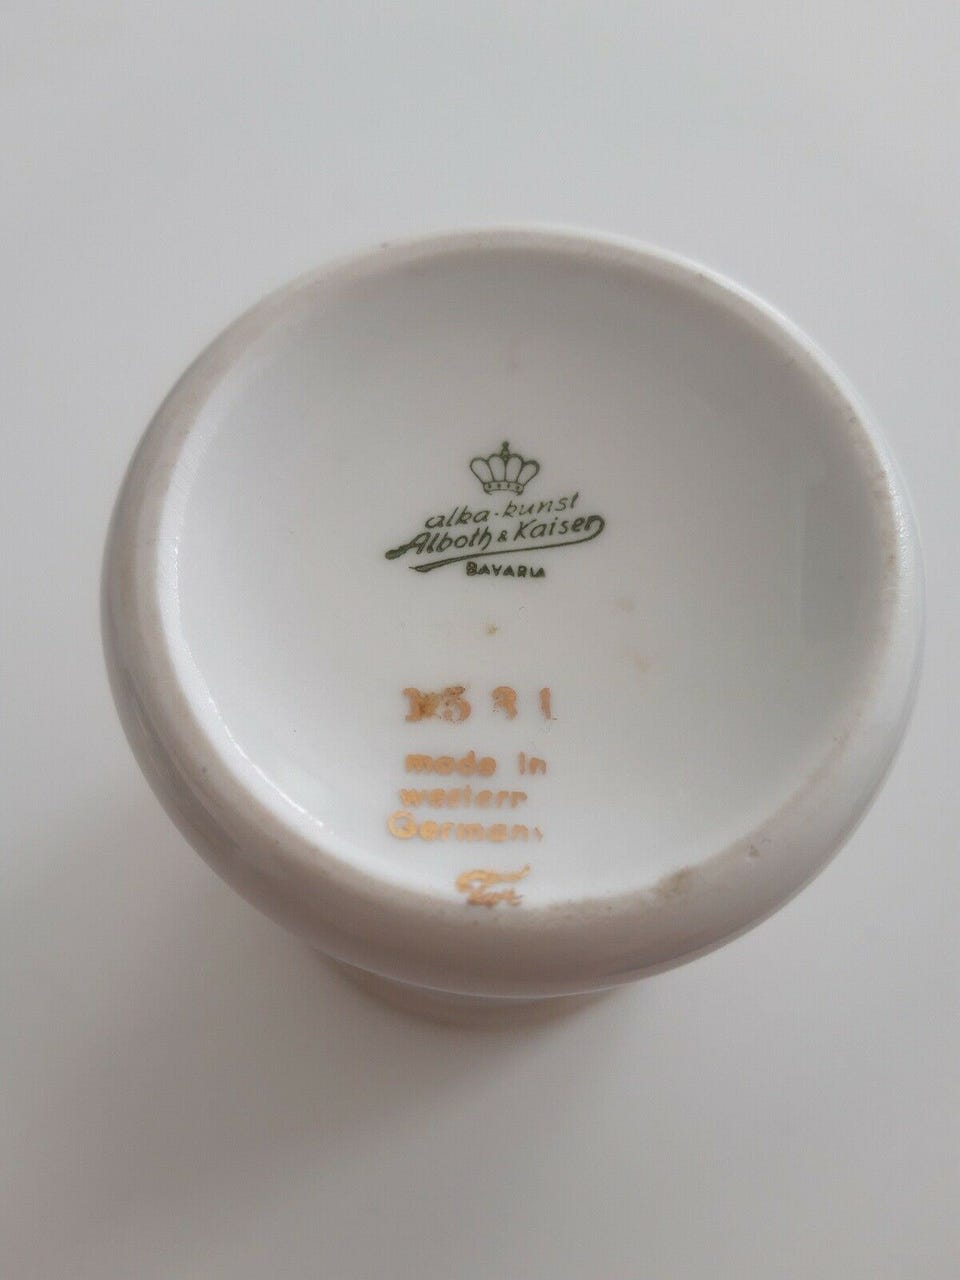 alka-kunst
Alboth & Kaiser
BAVARIA
made in
western
Germany